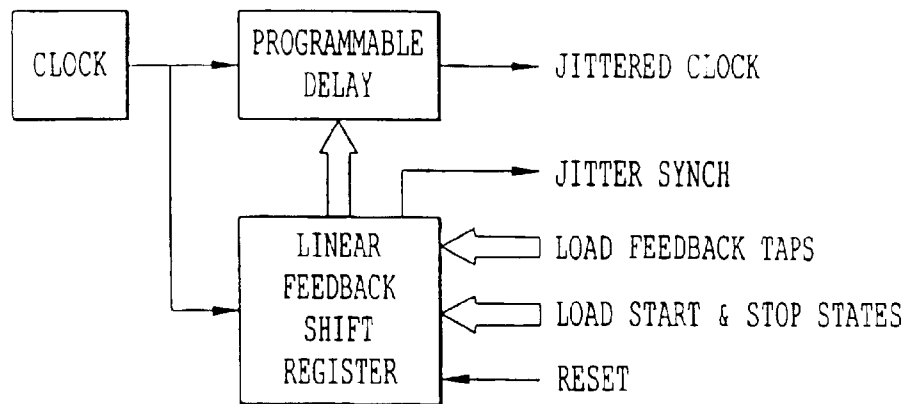 CLOCK
PROGRAMMABLE
DELAY
JITTERED CLOCK
JITTER SYNCH
LINEAR
FEEDBACK
SHIFT
REGISTER
LOAD FEEDBACK TAPS
LOAD START & STOP STATES
RESET